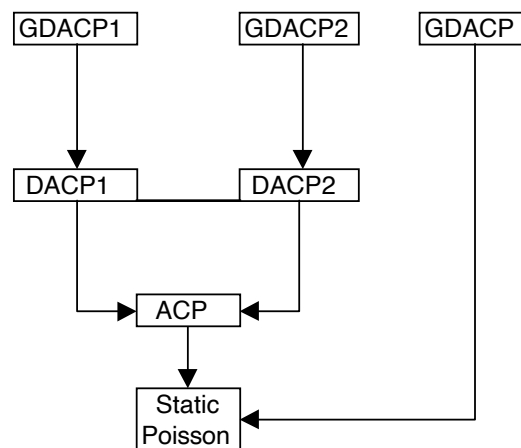 GDACP1
GDACP2
GDACP
DACP1
DACP2
ACP
Static
Poisson